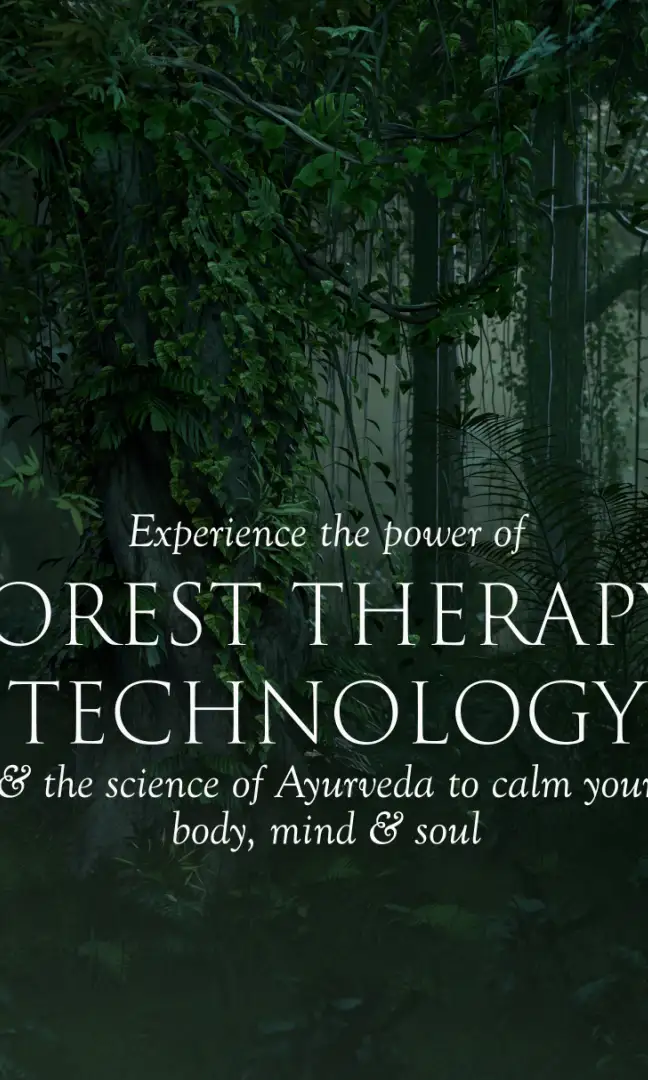 Experience the power of
OREST THERAPY
TECHNOLOGY
& the science of Ayurveda to calm your
body, mind & soul